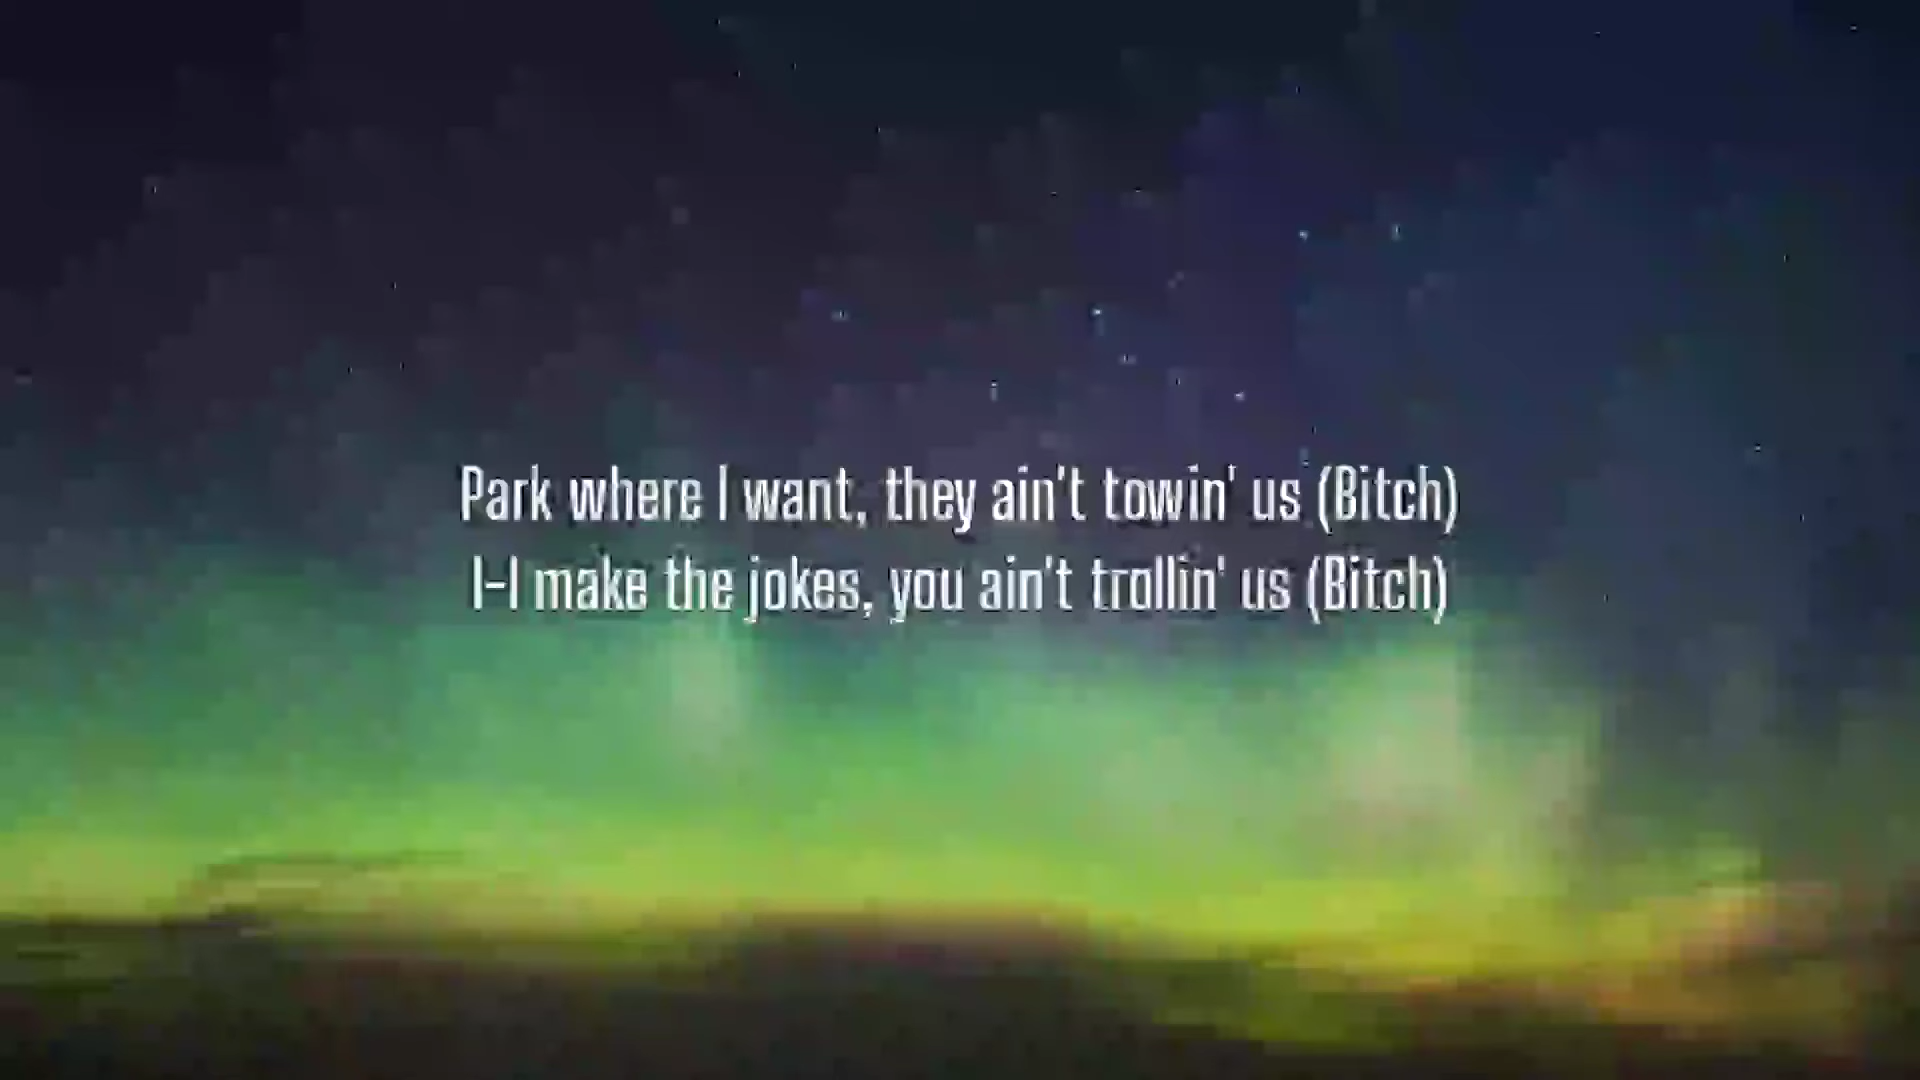 Park where I want, they ain't towin' us (Bitch)
I-I make the jokes, you ain't trollin' us (Bitch)